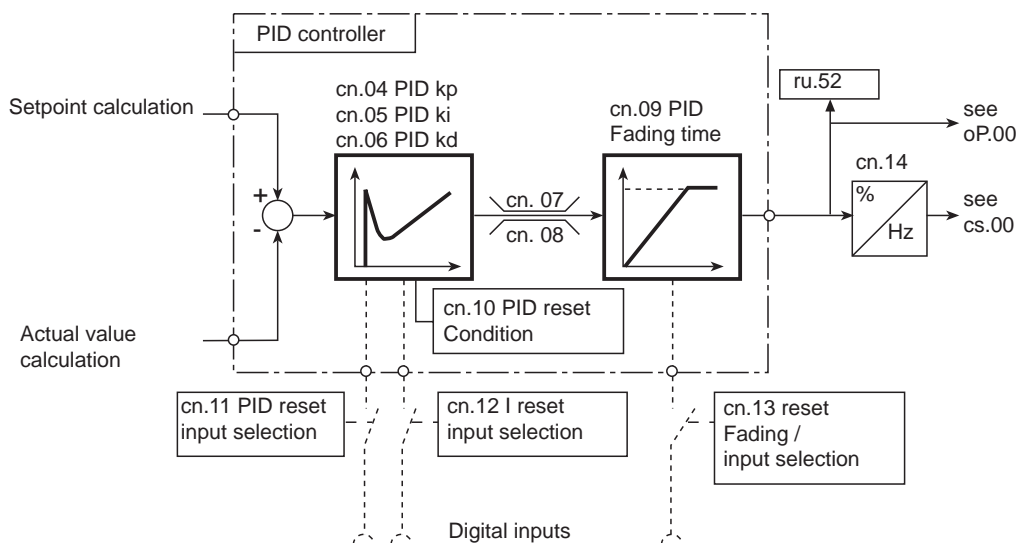 PID controller
Setpoint calculation
cn.04 PID kp
cn.05 PID ki
cn.06 PID kd
cn.09 PID
Fading time
ru.52
see
oP.00
cn.14
%
Hz
see
cs.00
+
-
cn. 07
cn. 08
cn.10 PID reset
Condition
Actual value
calculation
cn.11 PID reset
input selection
cn.12 I reset
input selection
cn.13 reset
Fading /
input selection
Digital inputs